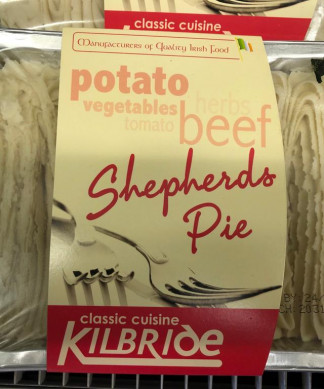 classic cuisine
Manufacturers of Quality Irish Food
potato
vegetables herbs
tomato beef
Shepherds
Pie
classic cuisine
KILBRIDE